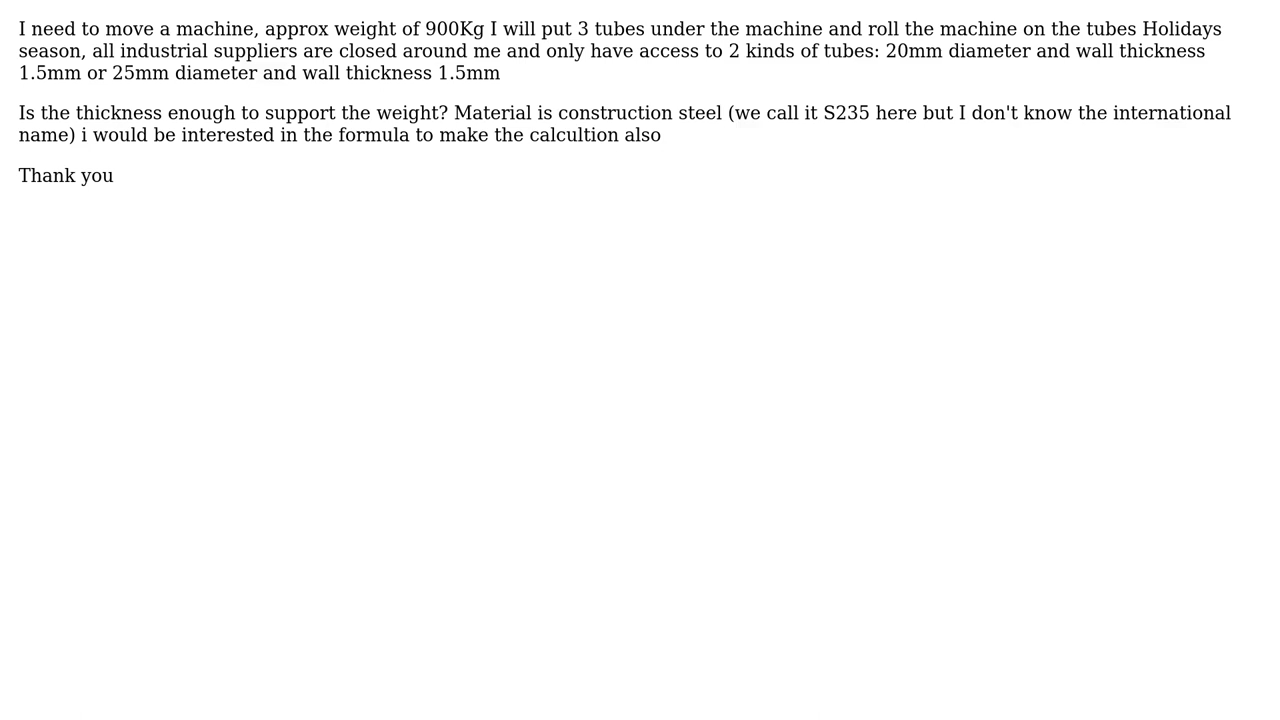 I need to move a machine, approx weight of 900Kg I will put 3 tubes under the machine and roll the machine on the tubes Holidays
season, all industrial suppliers are closed around me and only have access to 2 kinds of tubes: 20mm diameter and wall thickness
1.5mm or 25mm diameter and wall thickness 1.5mm
Is the thickness enough to support the weight? Material is construction steel (we call it S235 here but I don't know the international
name) i would be interested in the formula to make the calcultion also
Thank you